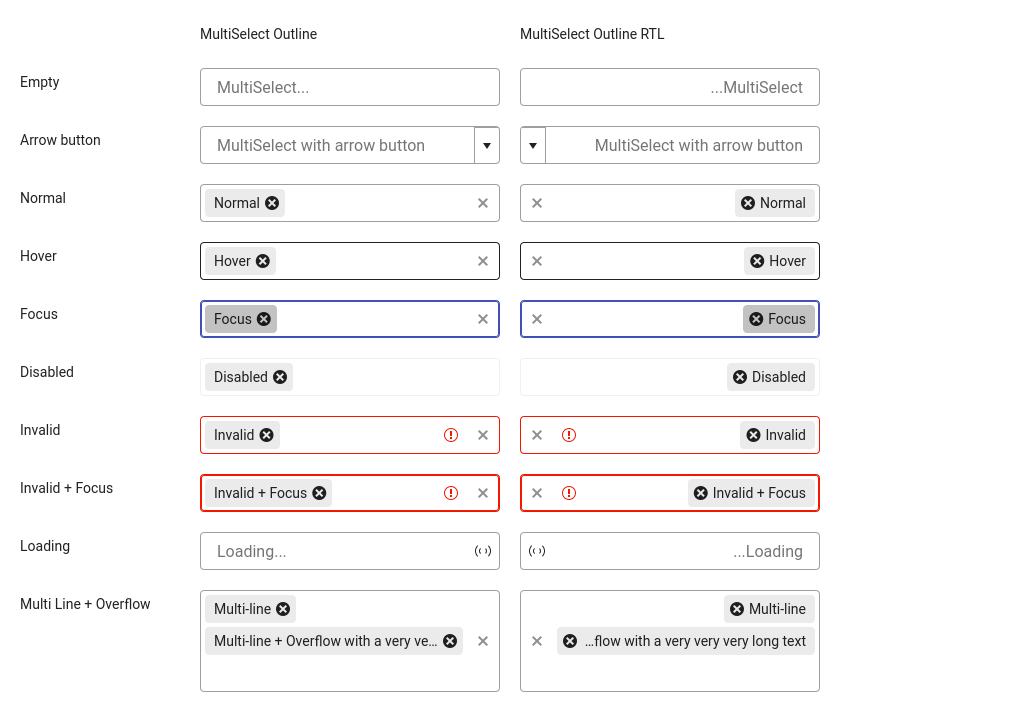 MultiSelect Outline MultiSelect Outline RTL
Empty MultiSelect... ...MultiSelect
Arrow button MultiSelect with arrow button MultiSelect with arrow button
Normal Normal Normal
Hover Hover Hover
Focus Focus Focus
Disabled Disabled Disabled
Invalid Invalid Invalid
Invalid + Focus Invalid + Focus Invalid + Focus
Loading Loading... ...Loading
Multi Line + Overflow Multi-line Multi-line
Multi-line + Overflow with a very ve... ...flow with a very very very long text